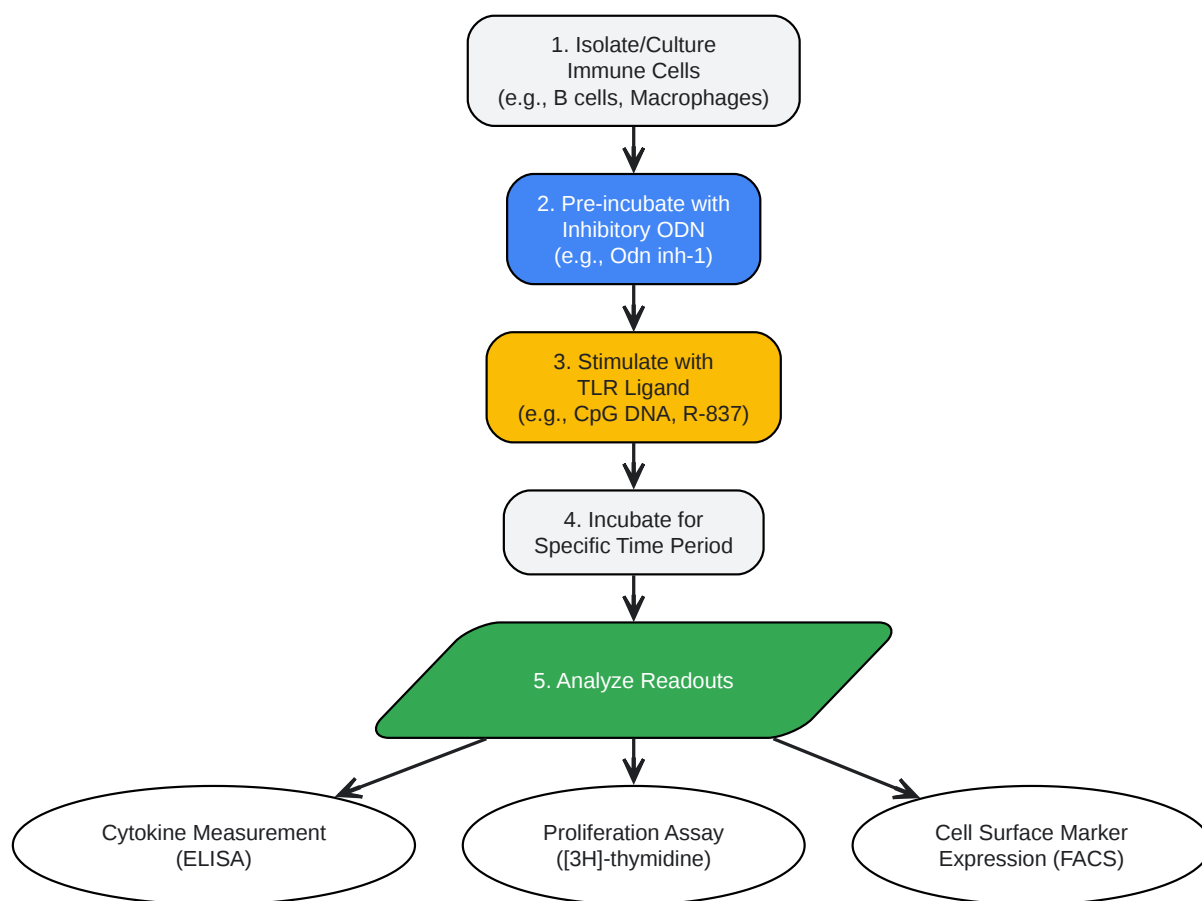 1. Isolate/Culture
Immune Cells
(e.g., B cells, Macrophages)
2. Pre-incubate with
Inhibitory ODN
(e.g., Odn inh-1)
3. Stimulate with
TLR Ligand
(e.g., CpG DNA, R-837)
4. Incubate for
Specific Time Period
5. Analyze Readouts
Cytokine Measurement
(ELISA)
Proliferation Assay
([3H]-thymidine)
Cell Surface Marker
Expression (FACS)